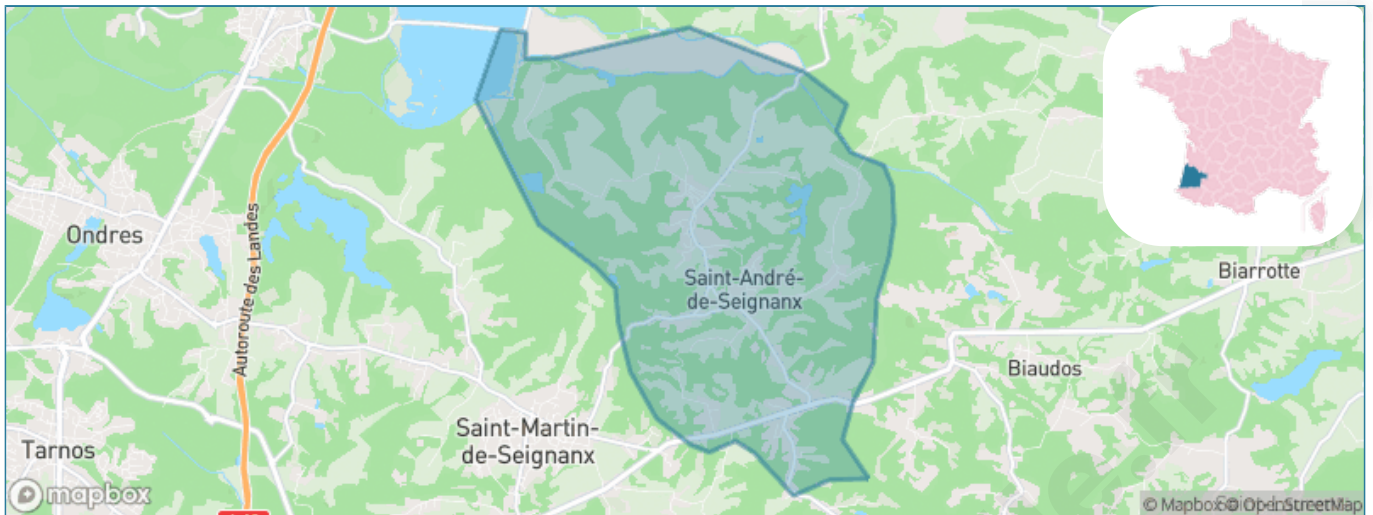 Ondres
Autoroute des Landes
Saint-André-
de-Seignanx
Biarrotte
Biaudos
Saint-Martin-
de-Seignanx
Tarnos
mapbox
© Mapbox © OpenStreetMap